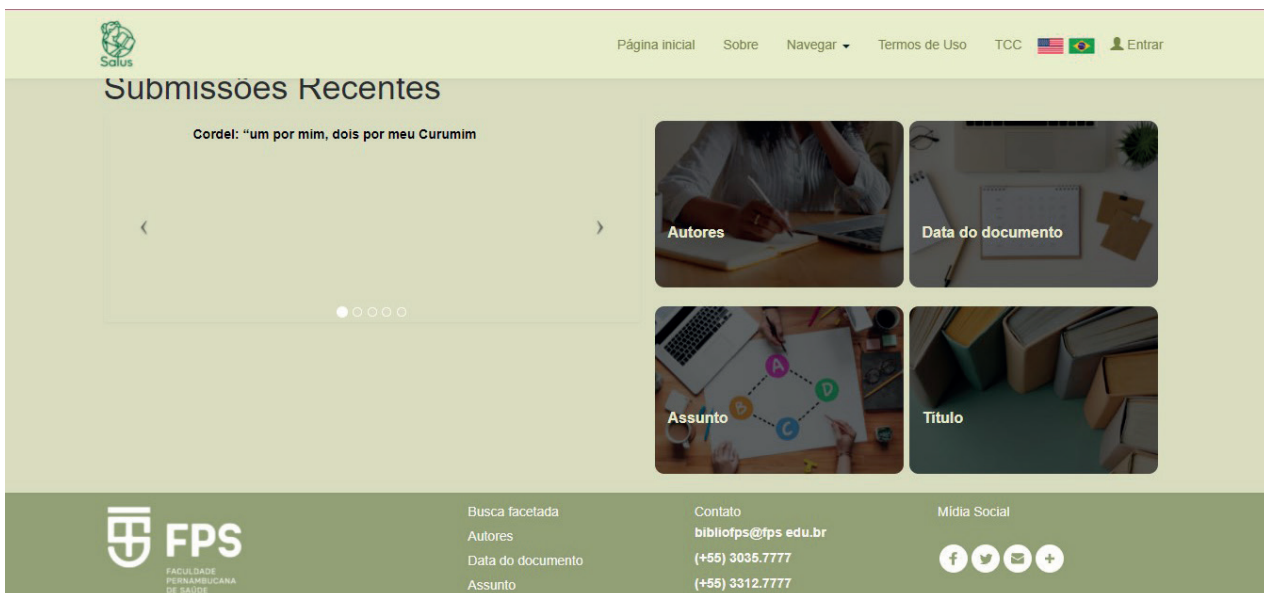 Salus
Página inicial Sobre Navegar Termos de Uso TCC Entrar
Submissões Recentes
Cordel: “um por mim, dois por meu Curumim
Autores
Data do documento
A
B
D
C
Assunto
Título
FPS
FACULDADE
PERNAMBUCANA
DE SAÚDE
Busca facetada
Autores
Data do documento
Assunto
Contato
bibliofps@fps edu.br
(+55) 3035.7777
(+55) 3312.7777
Mídia Social